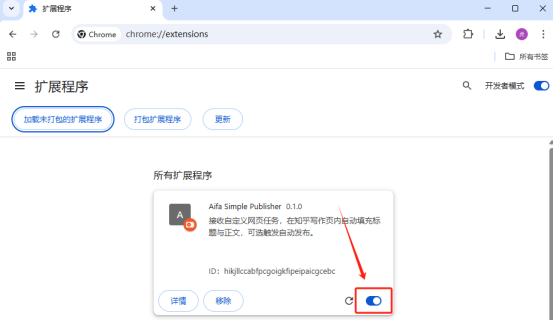 扩展程序
Chrome
chrome://extensions
虎
所有书签
扩展程序
开发者模式
加载未打包的扩展程序
打包扩展程序
更新
所有扩展程序
A
Aifa Simple Publisher 0.1.0
接收自定义网页任务，在知乎写作页内自动填充标
题与正文，可选触发自动发布。
ID：hikjllccabfpcgoigkfipeipaicgcebc
详情
移除